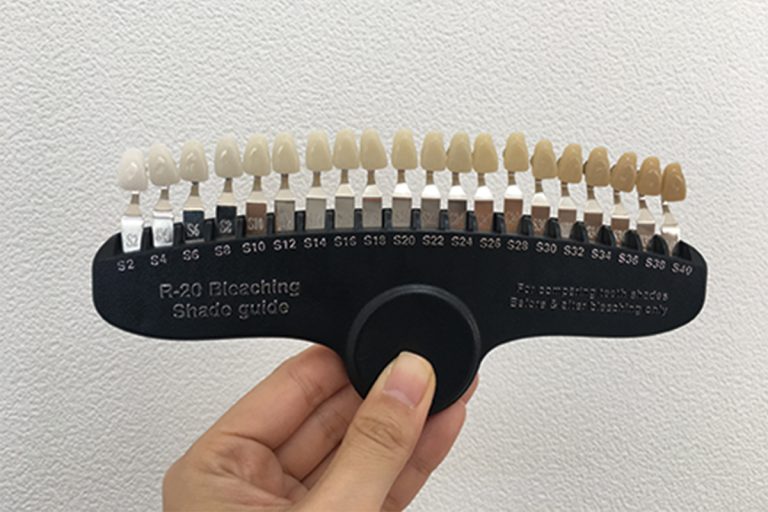 S2 S4 S6 S8 S10 S12 S14 S16 S18 S20 S22 S24 S26 S28 S30 S32 S34 S36 S38 S40
R-20 Bleaching
Shade guide
For comparing tooth shades
Before & after bleaching only